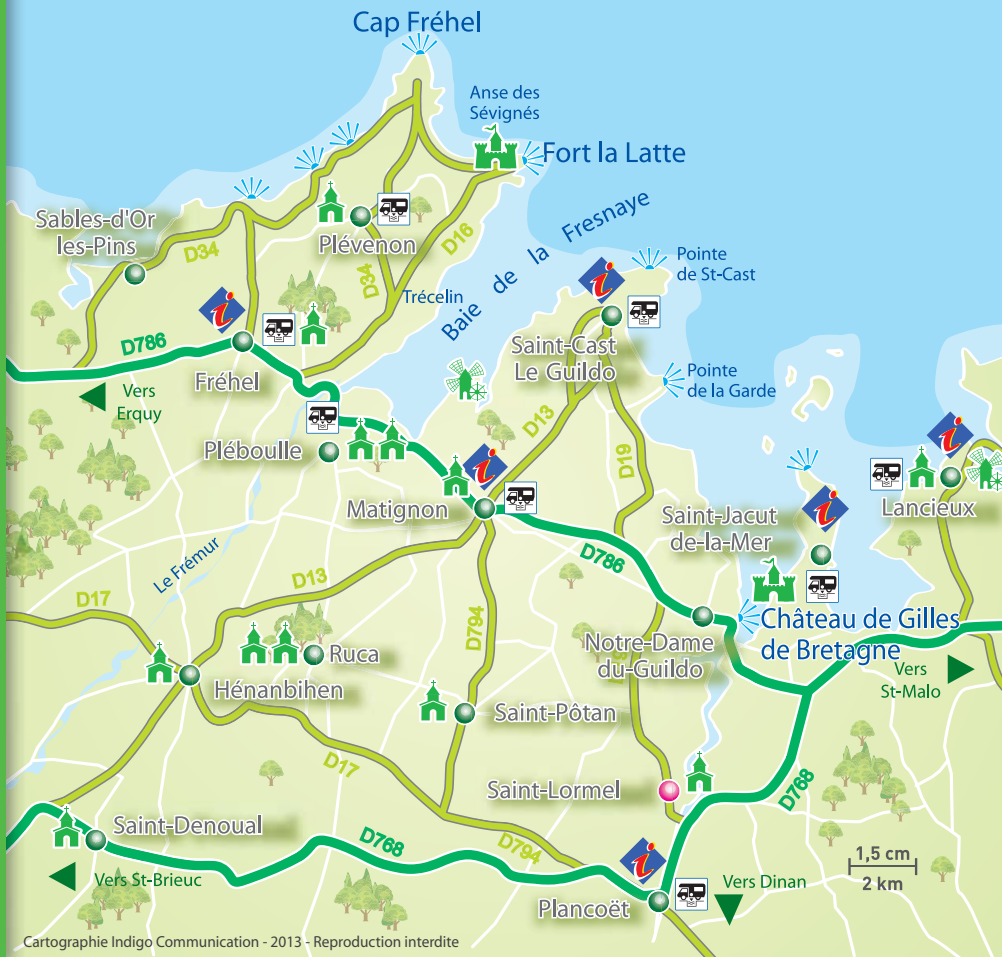 Cap Fréhel
Anse des
Sévignés
Fort la Latte
Sables-d'Or
les-Pins
D34
Plévenon
D34
D16
Trécelin
Baie de la Fresnaye
Pointe
de St-Cast
D786
Fréhel
Saint-Cast
Le Guildo
Pointe
de la Garde
Vers
Erquy
D13
D19
Pléboulle
Matignon
Saint-Jacut
de-la-Mer
Lancieux
Le Frémur
D13
D786
D17
D794
Château de Gilles
de Bretagne
Notre-Dame
du-Guildo
Ruca
Hénanbihen
Vers
St-Malo
Saint-Pôtan
D17
Saint-Lormel
D768
Saint-Denoual
D768
D794
1,5 cm
2 km
Vers St-Brieuc
Vers Dinan
Plancoët
Cartographie Indigo Communication - 2013 - Reproduction interdite